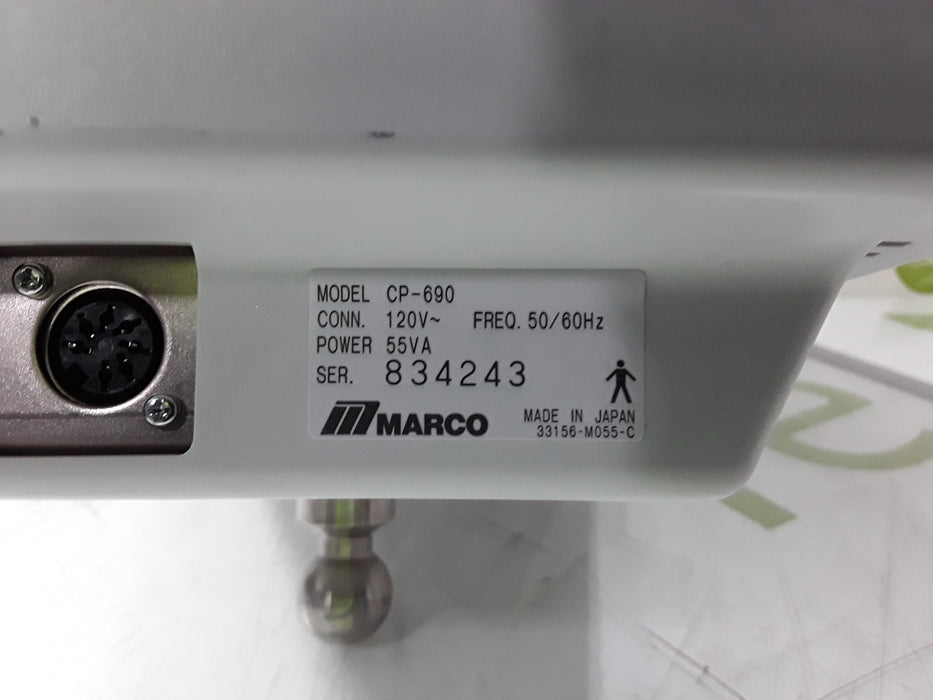 MODEL CP-690
CONN. 120V~ FREQ. 50/60Hz
POWER 55VA
SER. 834243
MARCO
MADE IN JAPAN
33156-M055-C